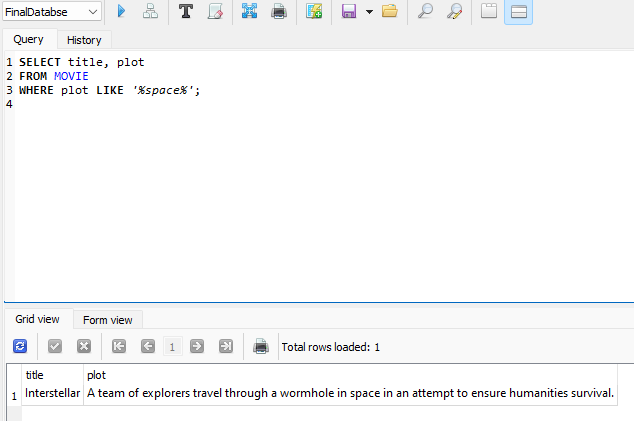 FinalDatabse
Query History
1 SELECT title, plot
2 FROM MOVIE
3 WHERE plot LIKE '%space%';
4
Grid view Form view
1 Total rows loaded: 1
title plot
1 Interstellar A team of explorers travel through a wormhole in space in an attempt to ensure humanities survival.